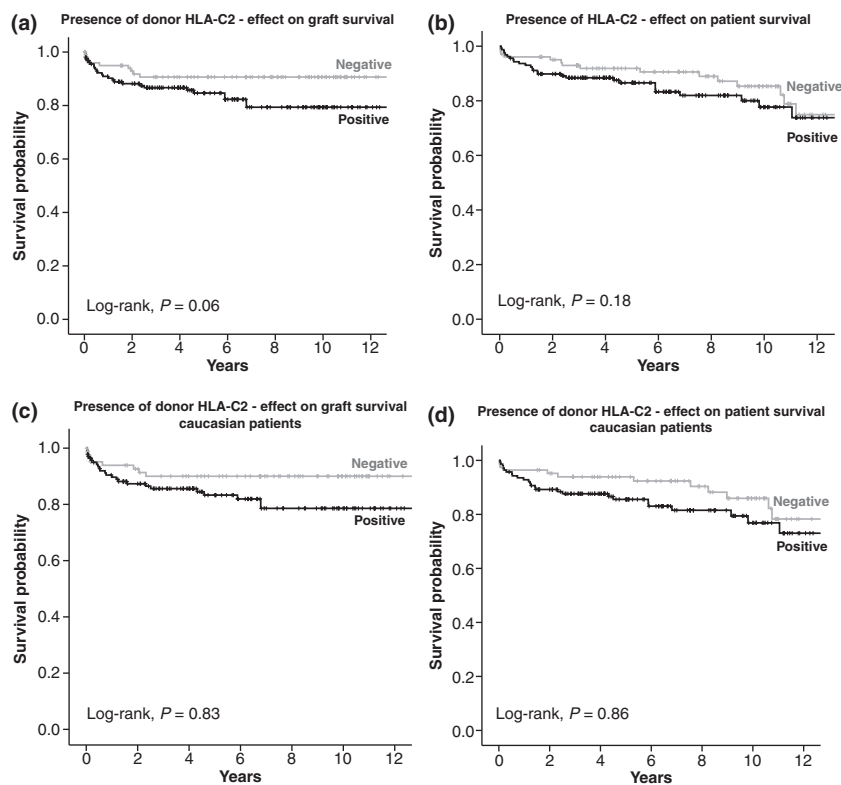 (a) Presence of donor HLA-C2 - effect on graft survival
1.0
0.8
0.6
0.4
0.2
0.0
Survival probability
Negative
Positive
Log-rank, P = 0.06
0 2 4 6 8 10 12
Years
(b) Presence of HLA-C2 - effect on patient survival
1.0
0.8
0.6
0.4
0.2
0.0
Survival probability
Negative
Positive
Log-rank, P = 0.18
0 2 4 6 8 10 12
Years
(c) Presence of donor HLA-C2 - effect on graft survival
caucasian patients
1.0
0.8
0.6
0.4
0.2
0.0
Survival probability
Negative
Positive
Log-rank, P = 0.83
0 2 4 6 8 10 12
Years
(d) Presence of donor HLA-C2 - effect on patient survival
caucasian patients
1.0
0.8
0.6
0.4
0.2
0.0
Survival probability
Negative
Positive
Log-rank, P = 0.86
0 2 4 6 8 10 12
Years